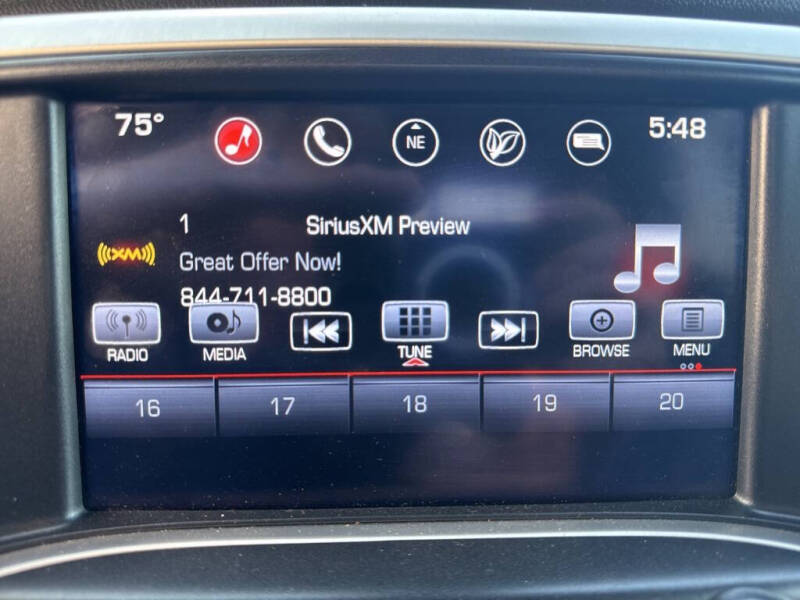 75° NE 5:48
1 SiriusXM Preview
((XM))
Great Offer Now!
844-711-8800
RADIO MEDIA TUNE BROWSE MENU
16 17 18 19 20